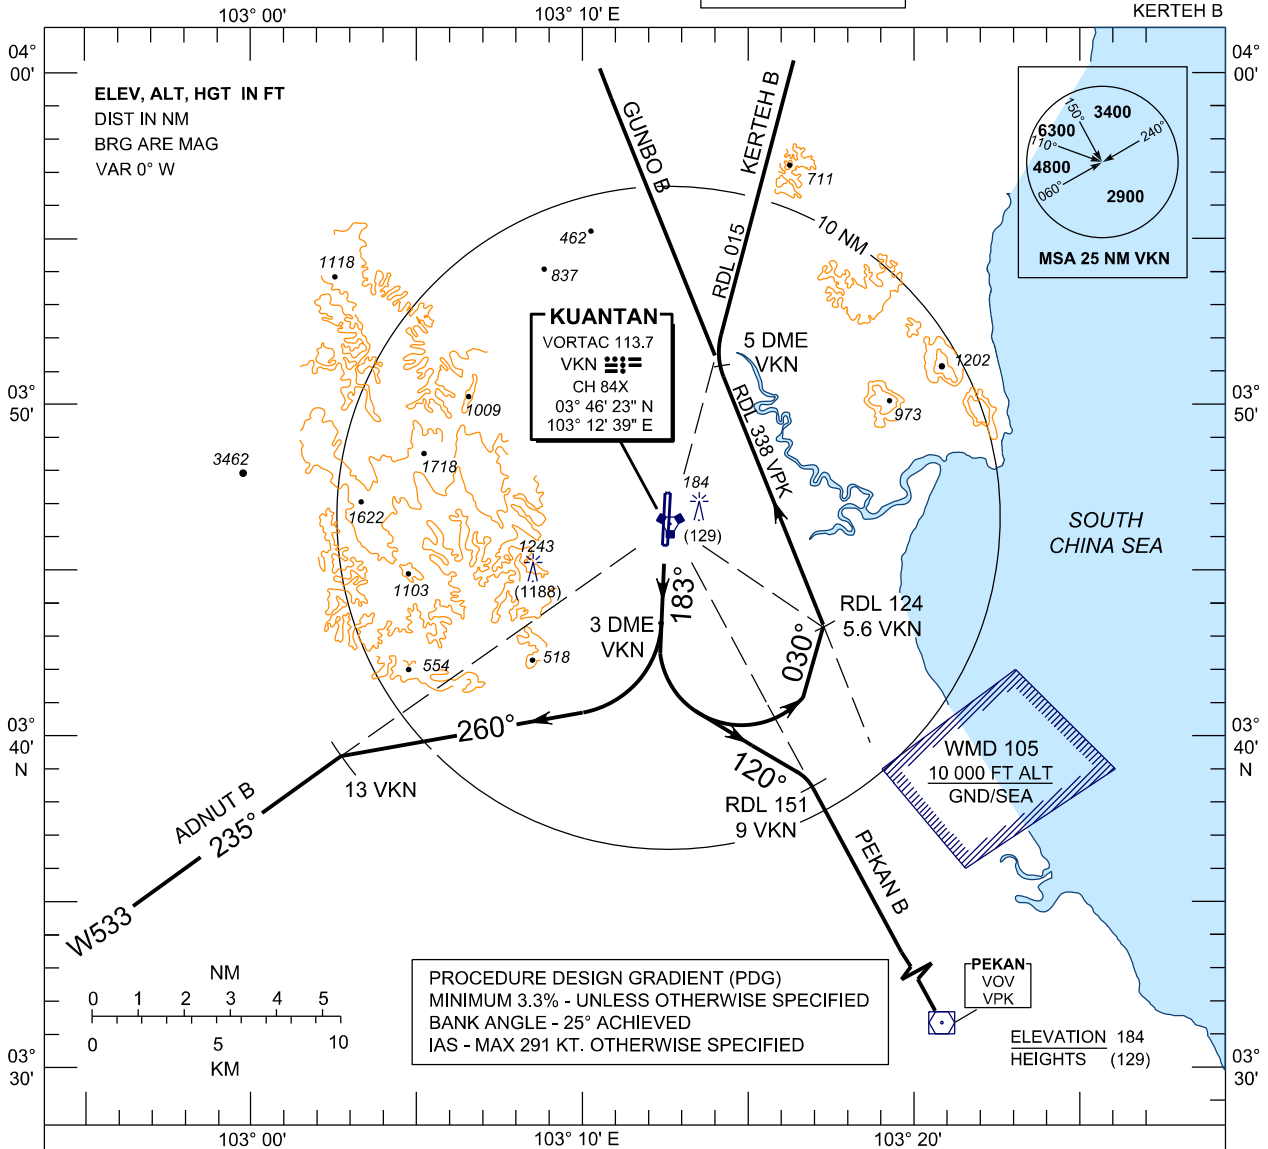 103° 00'
103° 10' E
KERTEH B
04°
00'
04°
00'
ELEV, ALT, HGT IN FT
DIST IN NM
BRG ARE MAG
VAR 0° W
GUNBO B
KERTEH B
RDL 015
711
10 NM
150°
3400
6300
110°
240°
4800
060°
2900
MSA 25 NM VKN
462
837
1118
KUANTAN
VORTAC 113.7
VKN
CH 84X
03° 46' 23" N
103° 12' 39" E
5 DME
VKN
RDL 338 VPK
1202
973
03°
50'
03°
50'
1009
3462
1718
1622
184
(129)
1243
(1188)
1103
SOUTH
CHINA SEA
183°
3 DME
VKN
RDL 124
5.6 VKN
030°
518
554
260°
120°
03°
40'
N
03°
40'
N
13 VKN
RDL 151
9 VKN
WMD 105
10 000 FT ALT
GND/SEA
ADNUT B
235°
W533
PEKAN B
NM
0 1 2 3 4 5
0 5 10
KM
PROCEDURE DESIGN GRADIENT (PDG)
MINIMUM 3.3% - UNLESS OTHERWISE SPECIFIED
BANK ANGLE - 25° ACHIEVED
IAS - MAX 291 KT. OTHERWISE SPECIFIED
PEKAN
VOV
VPK
ELEVATION 184
HEIGHTS (129)
03°
30'
03°
30'
103° 00'
103° 10' E
103° 20'